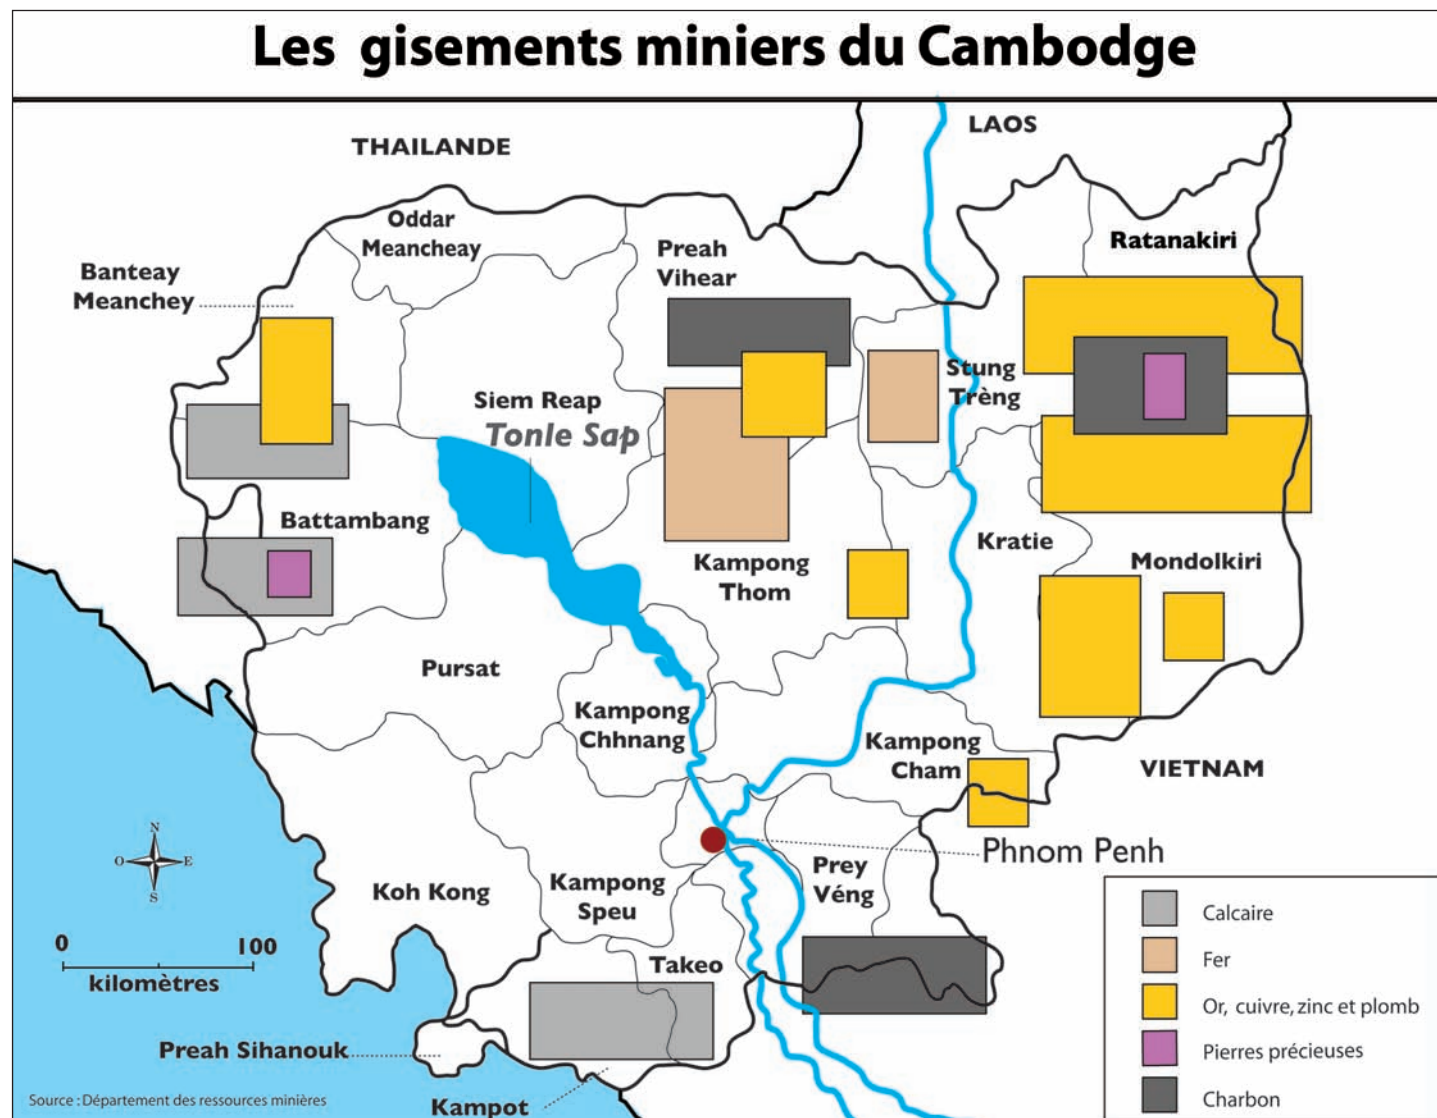 Les gisements miniers du Cambodge
LAOS
THAILANDE
Oddar
Meancheay
Ratanakiri
Preah
Vihear
Banteay
Meanchey
Stung
Trèng
Siem Reap
Tonle Sap
Battambang
Kratie
Kampong
Thom
Mondolkiri
Pursat
Kampong
Chhnang
Kampong
Cham
VIETNAM
N
O
E
S
Phnom Penh
Prey
Véng
Koh Kong
Kampong
Speu
0
100
kilomètres
Takeo
Preah Sihanouk
Kampot
Calcaire
Fer
Or, cuivre, zinc et plomb
Pierres précieuses
Charbon
Source : Département des ressources minières